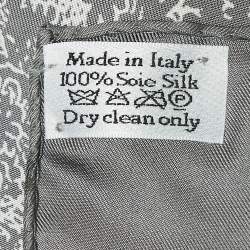 Made in Italy
100% Soie Silk
Dry clean only